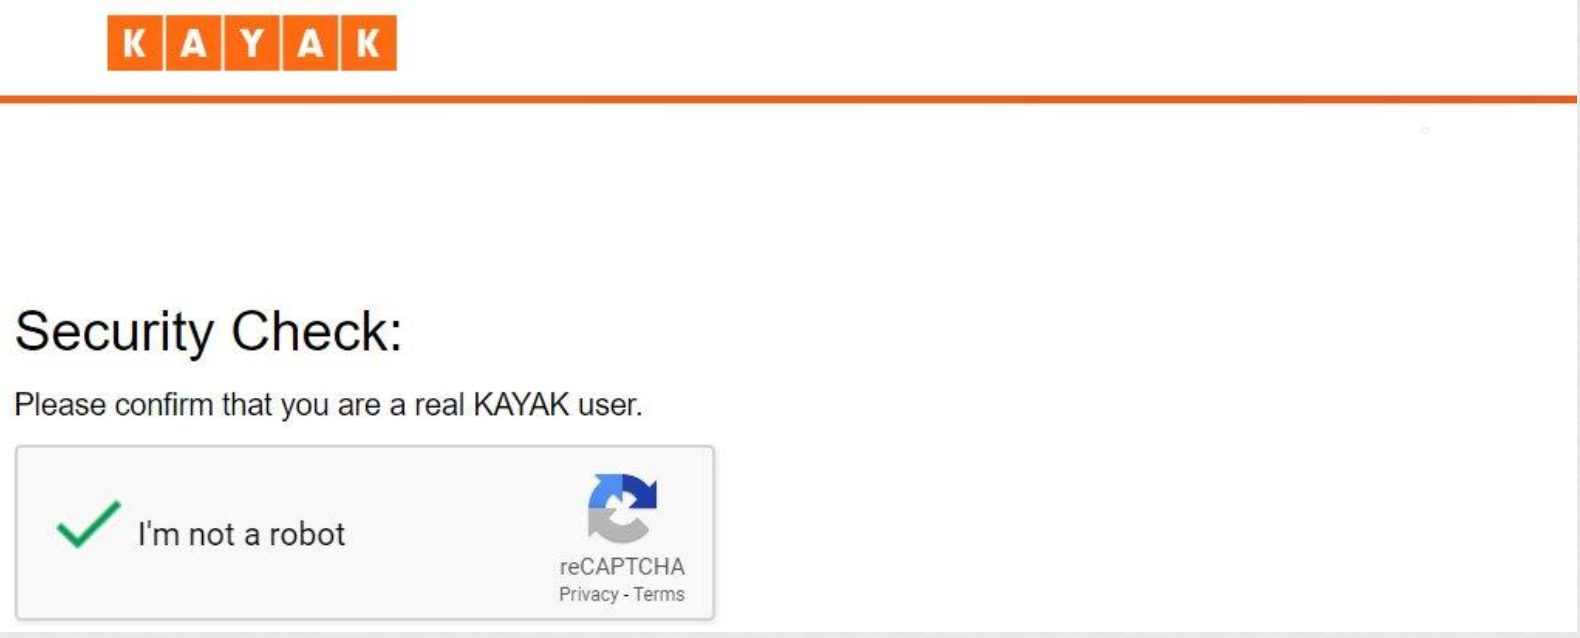 KAYAK
Security Check:
Please confirm that you are a real KAYAK user.
I'm not a robot
reCAPTCHA
Privacy - Terms